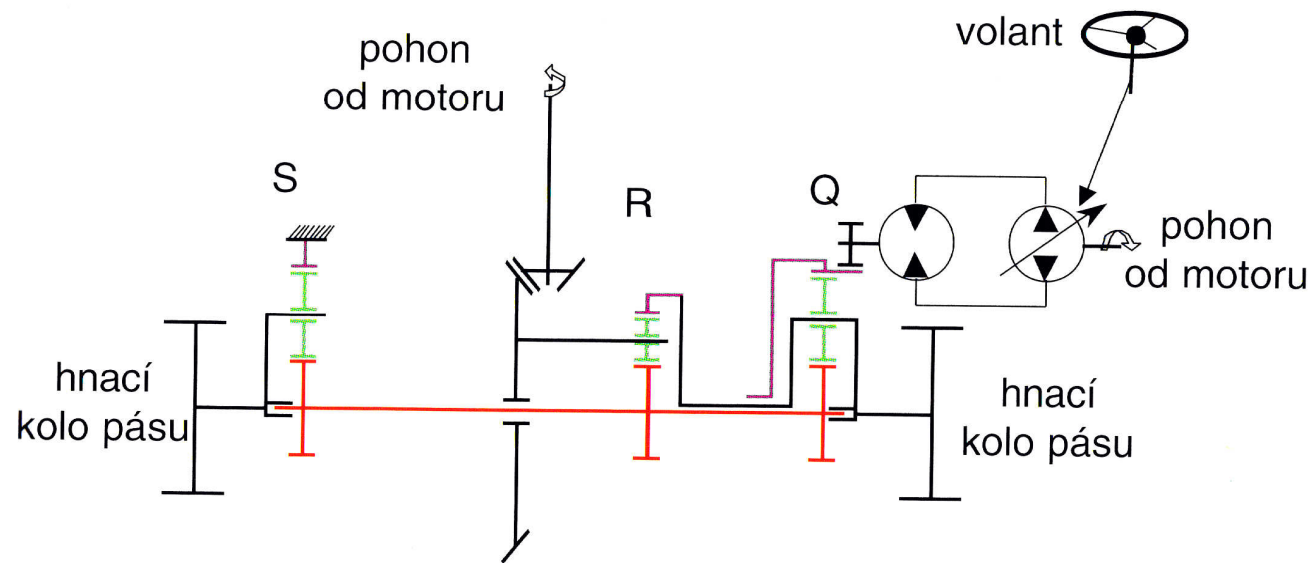 volant
pohon
od motoru
S
R
Q
pohon
od motoru
hnací
kolo pásu
hnací
kolo pásu